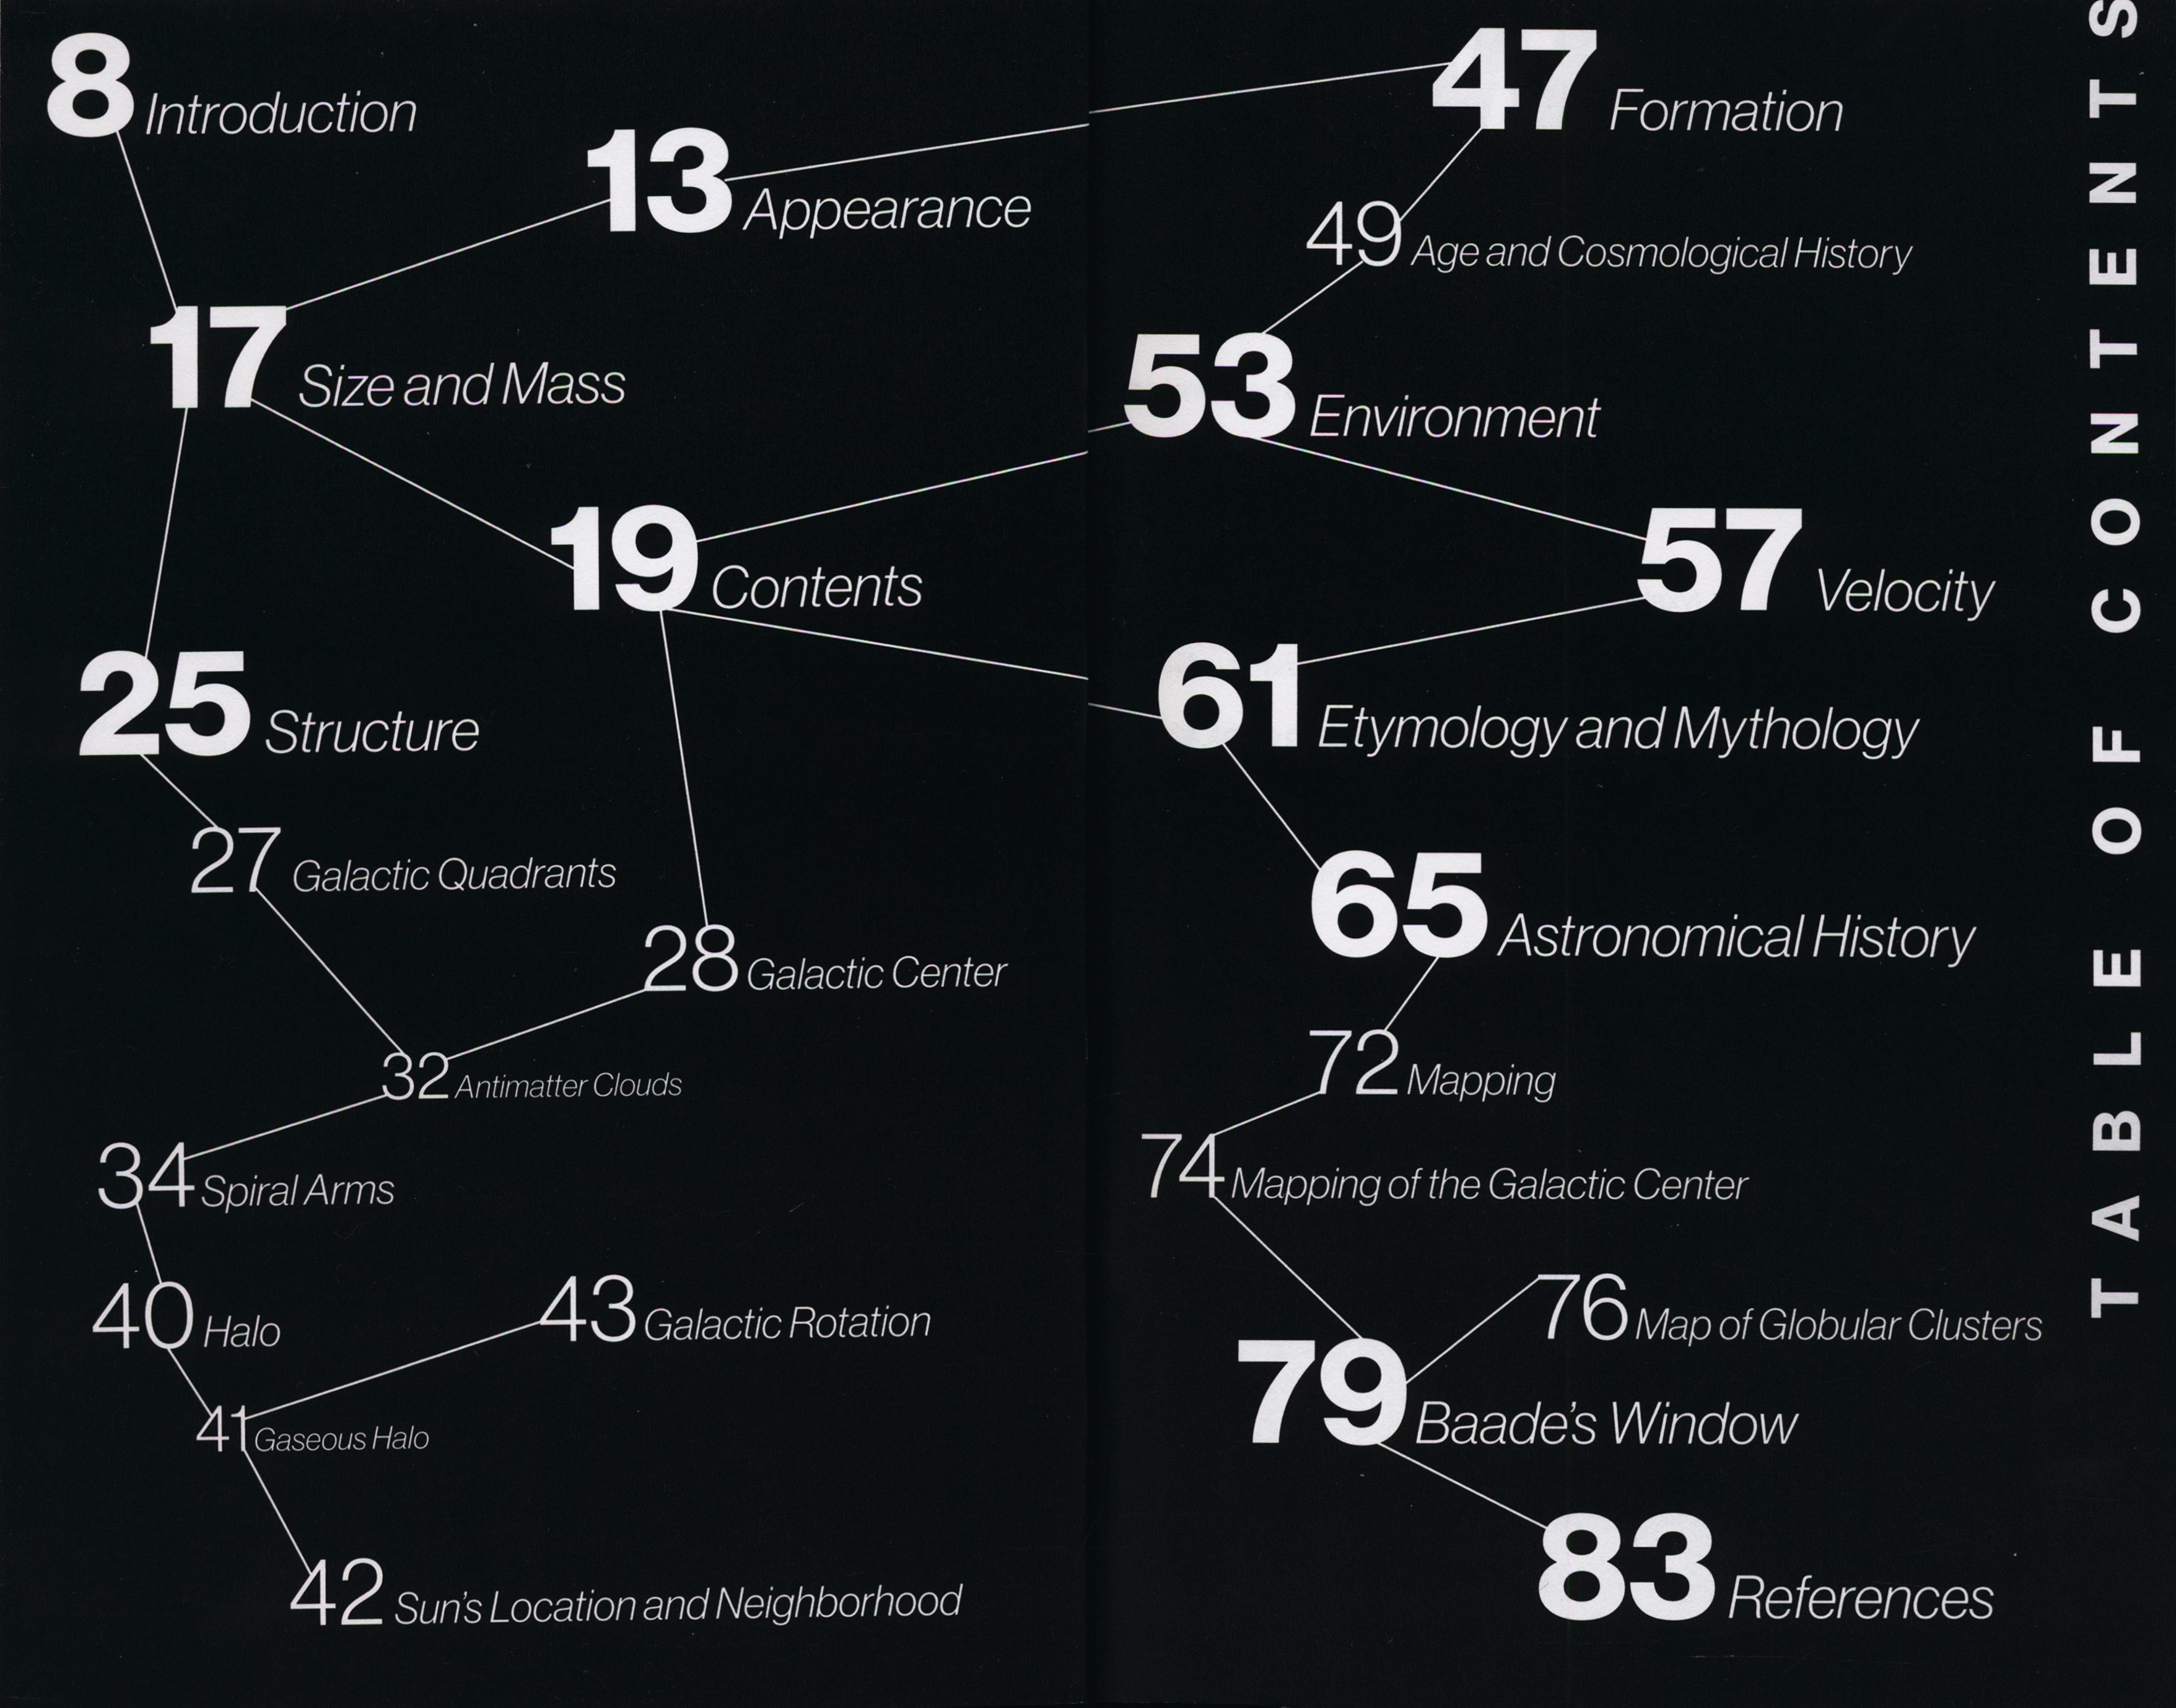 8 Introduction
13 Appearance
17 Size and Mass
19 Contents
25 Structure
27 Galactic Quadrants
28 Galactic Center
32 Antimatter Clouds
34 Spiral Arms
40 Halo
41 Gaseous Halo
42 Sun's Location and Neighborhood
43 Galactic Rotation
47 Formation
49 Age and Cosmological History
53 Environment
57 Velocity
61 Etymology and Mythology
65 Astronomical History
72 Mapping
74 Mapping of the Galactic Center
76 Map of Globular Clusters
79 Baade's Window
83 References
TABLE OF CONTENTS